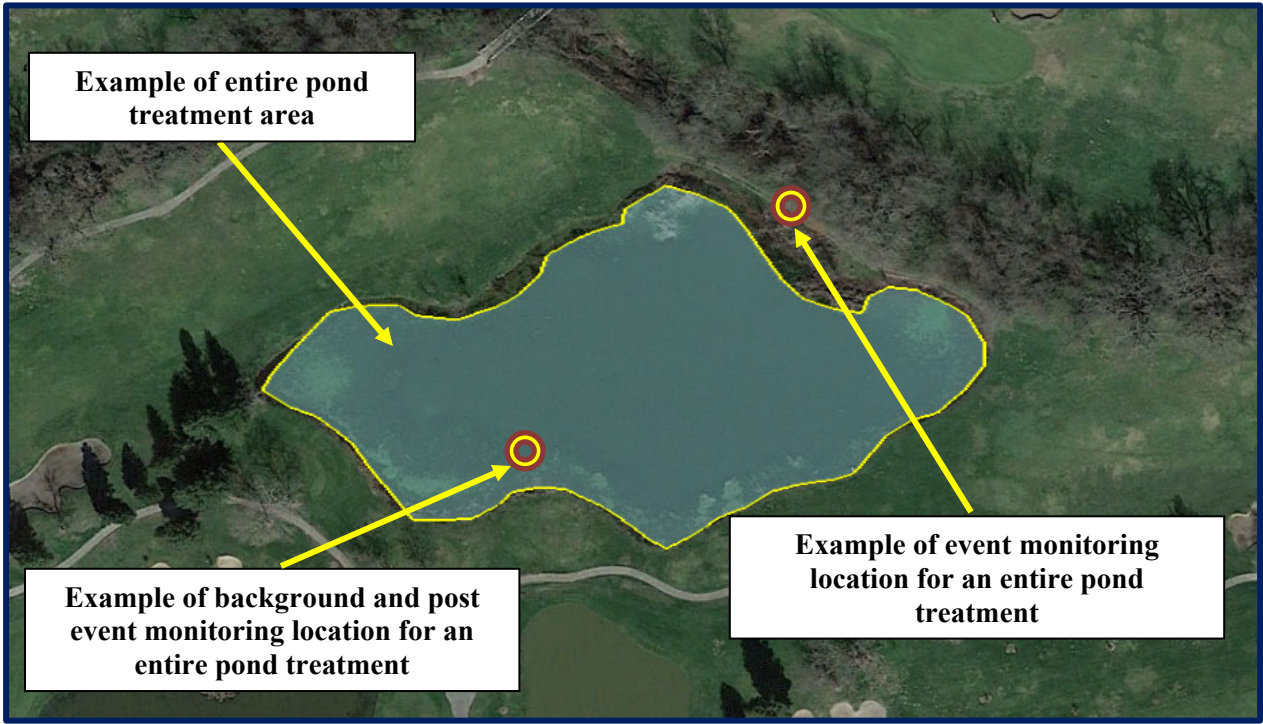 Example of entire pond
treatment area
Example of background and post
event monitoring location for an
entire pond treatment
Example of event monitoring
location for an entire pond
treatment